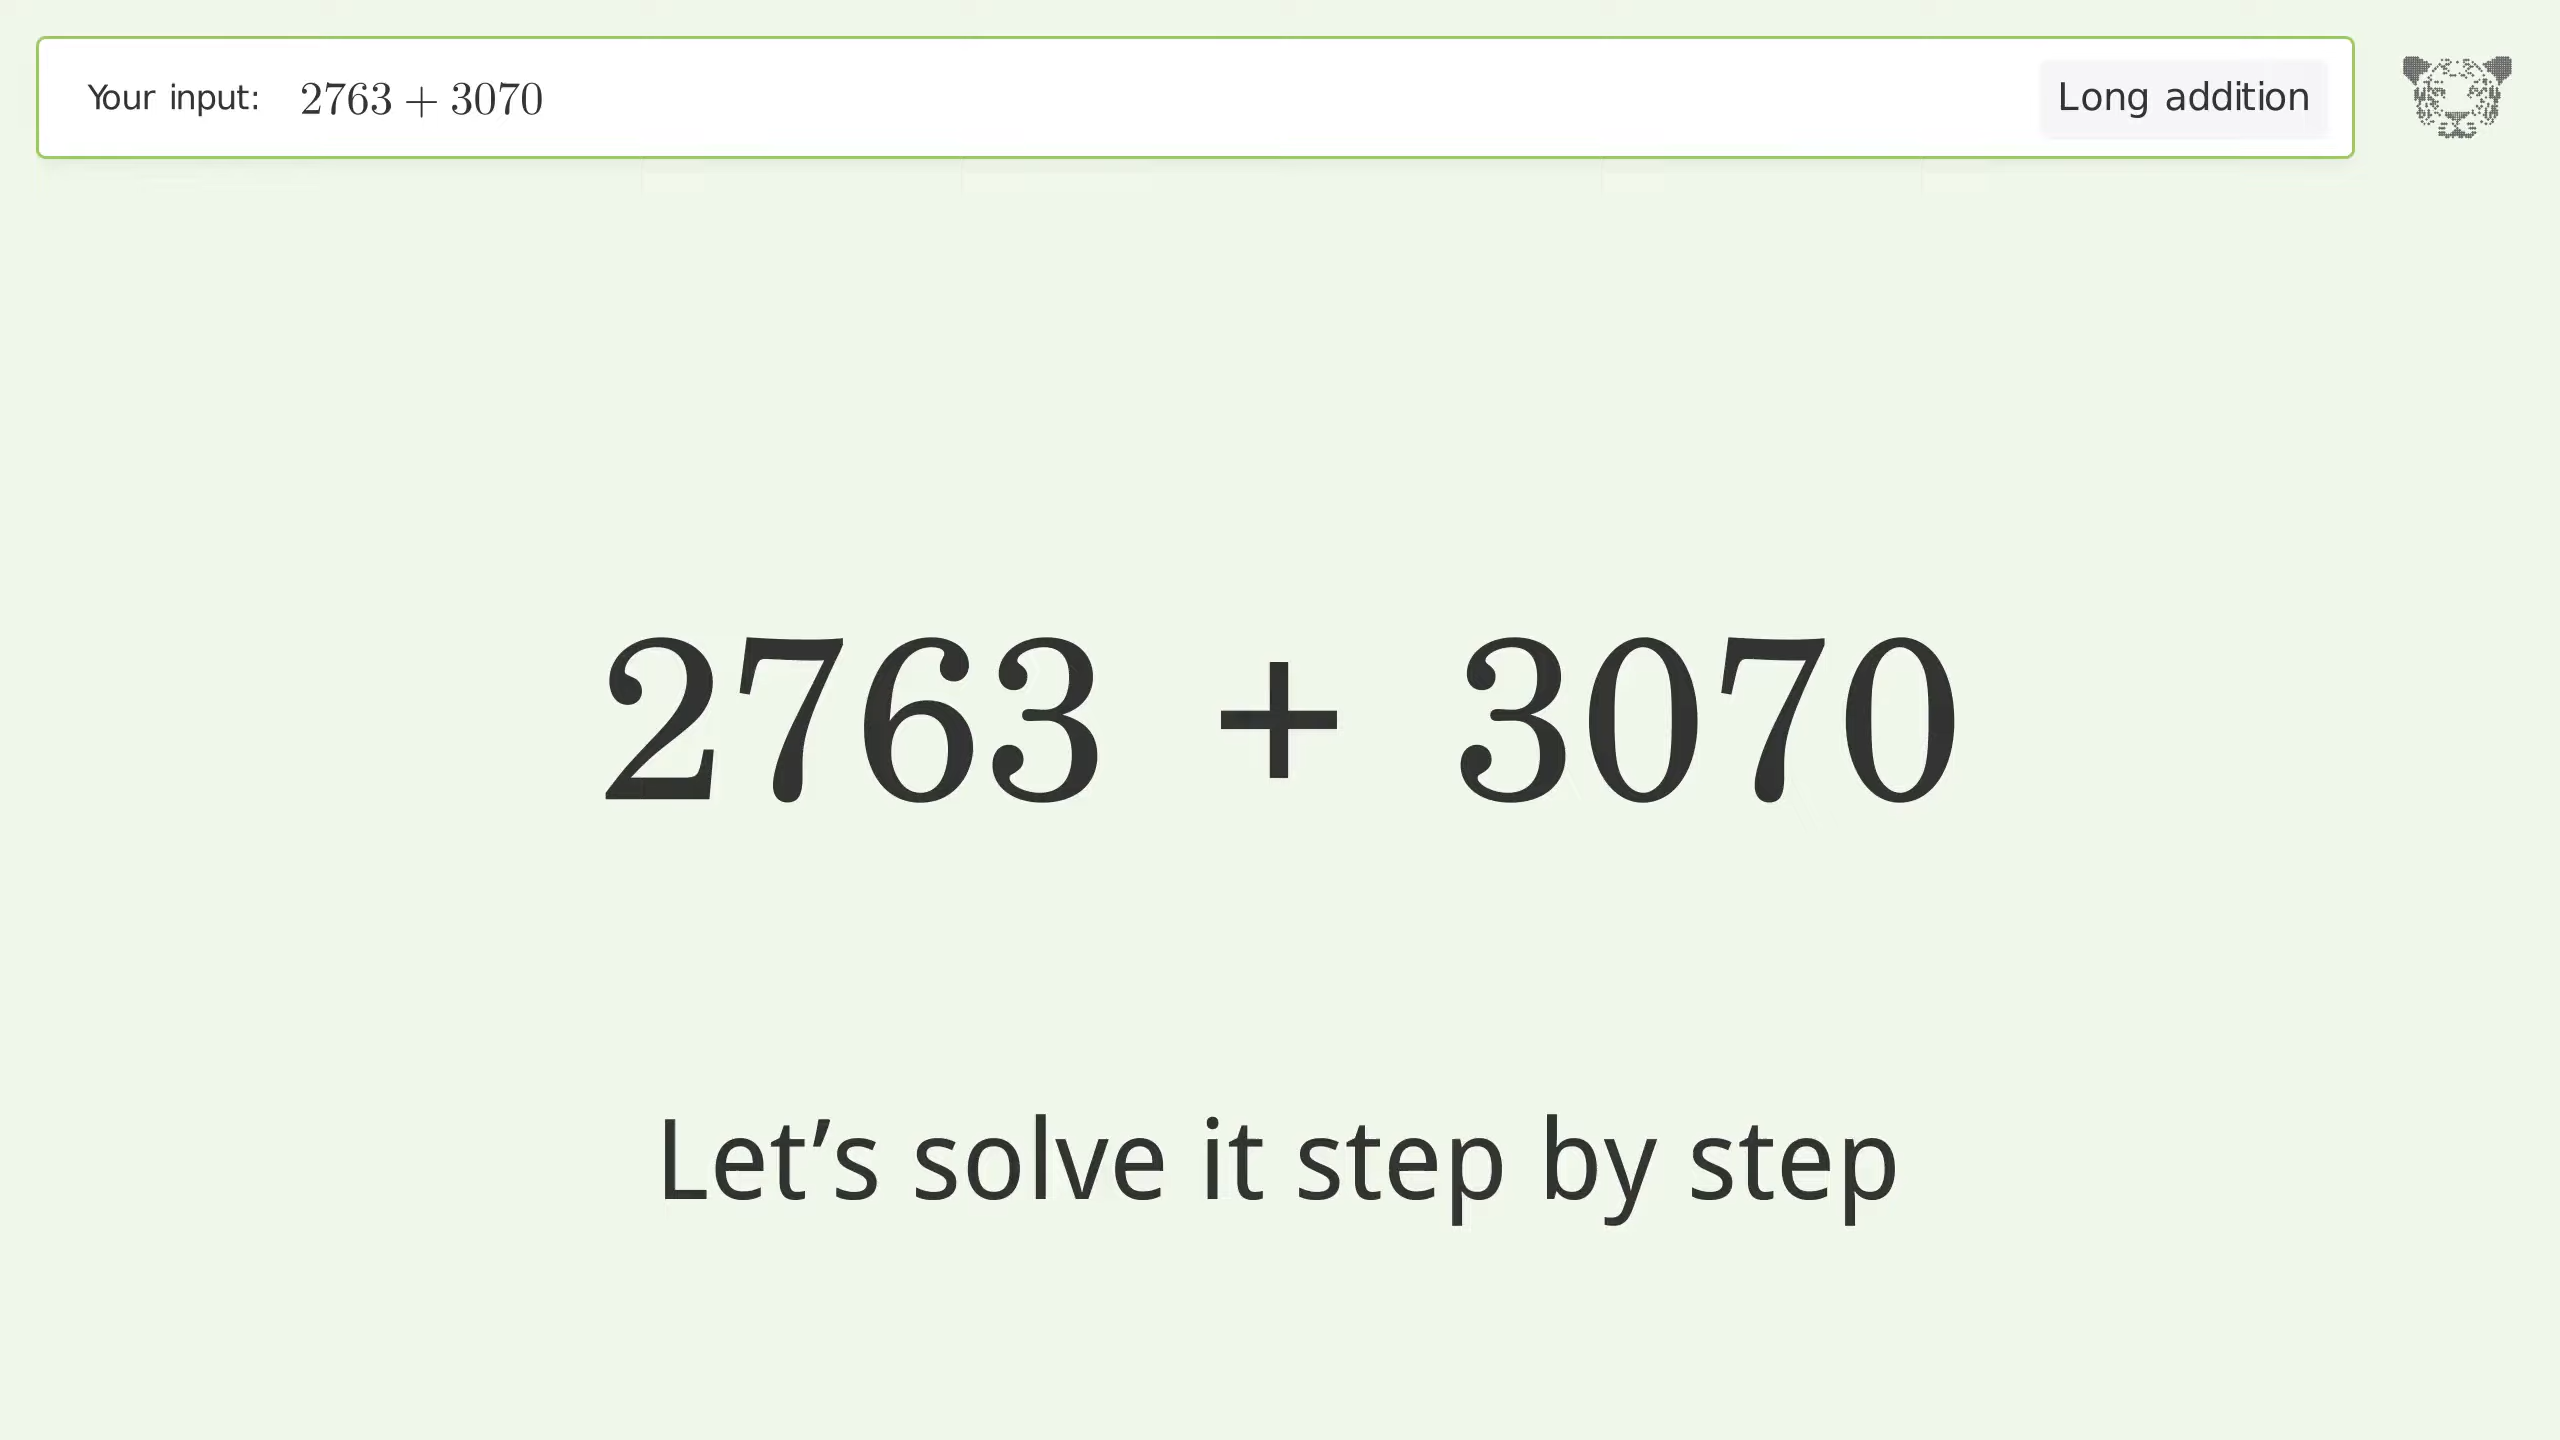 Your input: 2763 + 3070 Long addition
2763 + 3070
Let’s solve it step by step